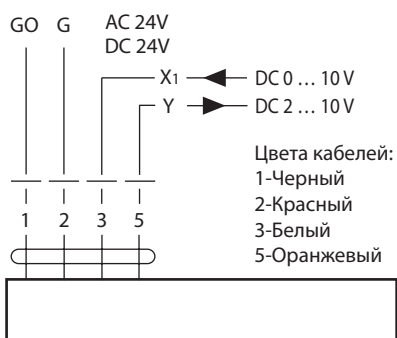 GO G AC 24V
DC 24V
X1 DC 0 … 10 V
Y DC 2 … 10 V
Цвета кабелей:
1-Черный
2-Красный
3-Белый
5-Оранжевый
1 2 3 5